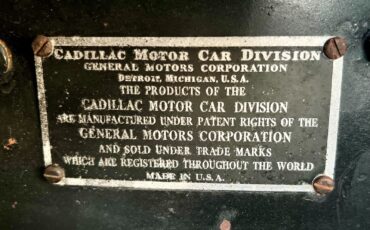 CADILLAC MOTOR CAR DIVISION
GENERAL MOTORS CORPORATION
DETROIT, MICHIGAN, U.S.A.
THE PRODUCTS OF THE
CADILLAC MOTOR CAR DIVISION
ARE MANUFACTURED UNDER PATENT RIGHTS OF THE
GENERAL MOTORS CORPORATION
AND SOLD UNDER TRADE MARKS
WHICH ARE REGISTERED THROUGHOUT THE WORLD
MADE IN U.S.A.